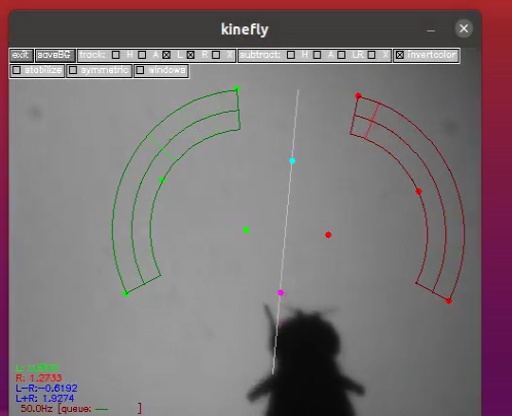 kinefly
exit saveBG track: H A L R X subtract: H A LR X invertcolor
stabilize symmetric windows
R: 1.2733
L-R:-0.6192
L+R: 1.9274
50.0Hz [queue: ]